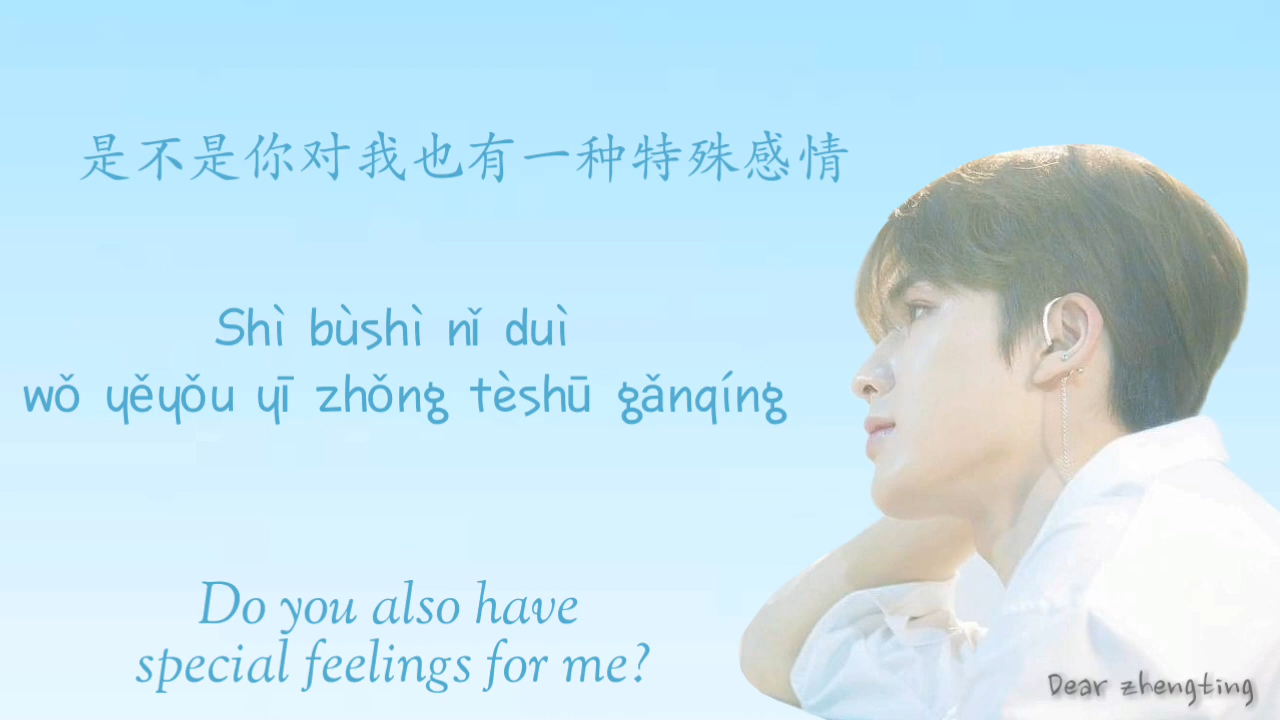 是不是你对我也有一种特殊感情
Shì bùshì nǐ duì
wǒ yěyǒu yī zhǒng tèshū gǎnqíng
Do you also have
special feelings for me?
Dear zhengting